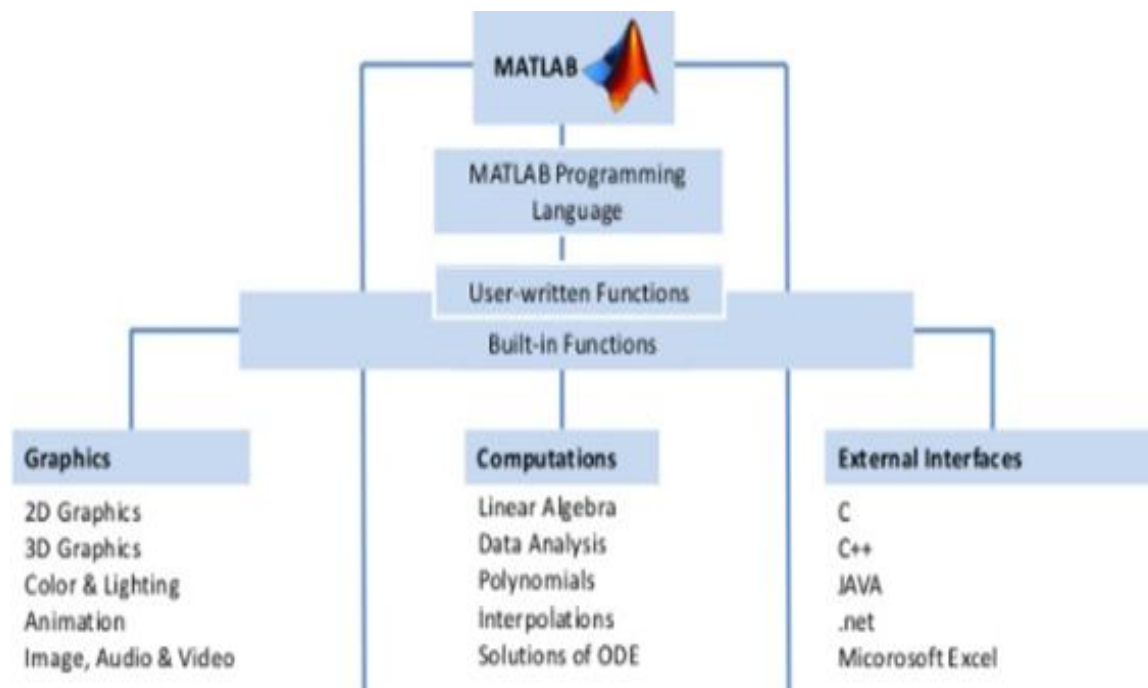 MATLAB
MATLAB Programming
Language
User-written Functions
Built-in Functions
Graphics
2D Graphics
3D Graphics
Color & Lighting
Animation
Image, Audio & Video
Computations
Linear Algebra
Data Analysis
Polynomials
Interpolations
Solutions of ODE
External Interfaces
C
C++
JAVA
.net
Micorosoft Excel